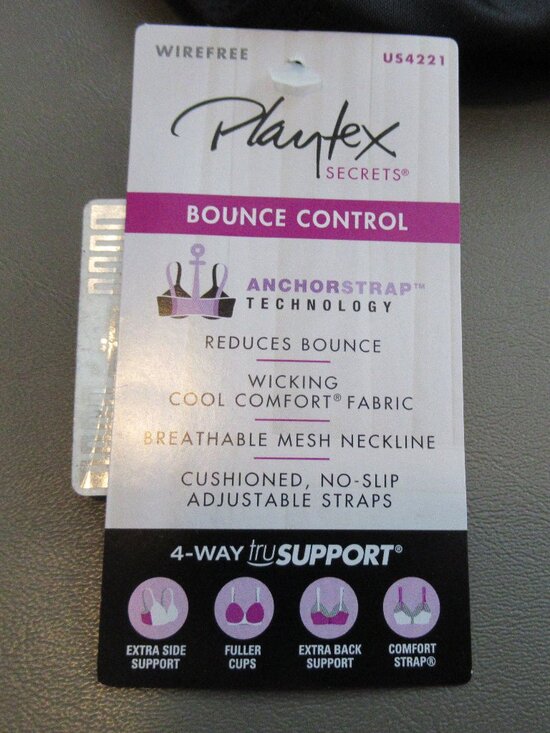 WIREFREE
US4221
Playtex
SECRETS®
BOUNCE CONTROL
ANCHORSTRAP™
TECHNOLOGY
REDUCES BOUNCE
WICKING
COOL COMFORT® FABRIC
BREATHABLE MESH NECKLINE
CUSHIONED, NO-SLIP
ADJUSTABLE STRAPS
4-WAY truSUPPORT®
EXTRA SIDE
SUPPORT
FULLER
CUPS
EXTRA BACK
SUPPORT
COMFORT
STRAP®